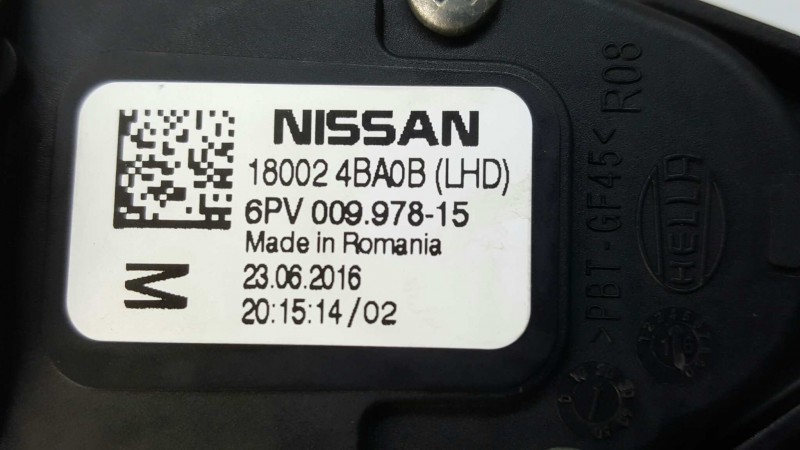 NISSAN
18002 4BA0B (LHD)
6PV 009.978-15
Made in Romania
23.06.2016
20:15:14/02
M
>PBT-GF45< R08
HELLA